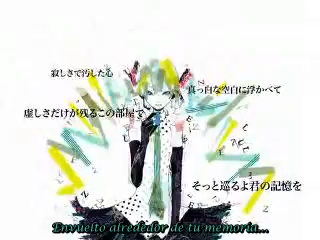 寂しさで汚した心
真っ白な空白に浮かべて
虚しさだけが残るこの部屋で
そっと巡るよ君の記憶を
Envuelto alrededor de tu memoria...